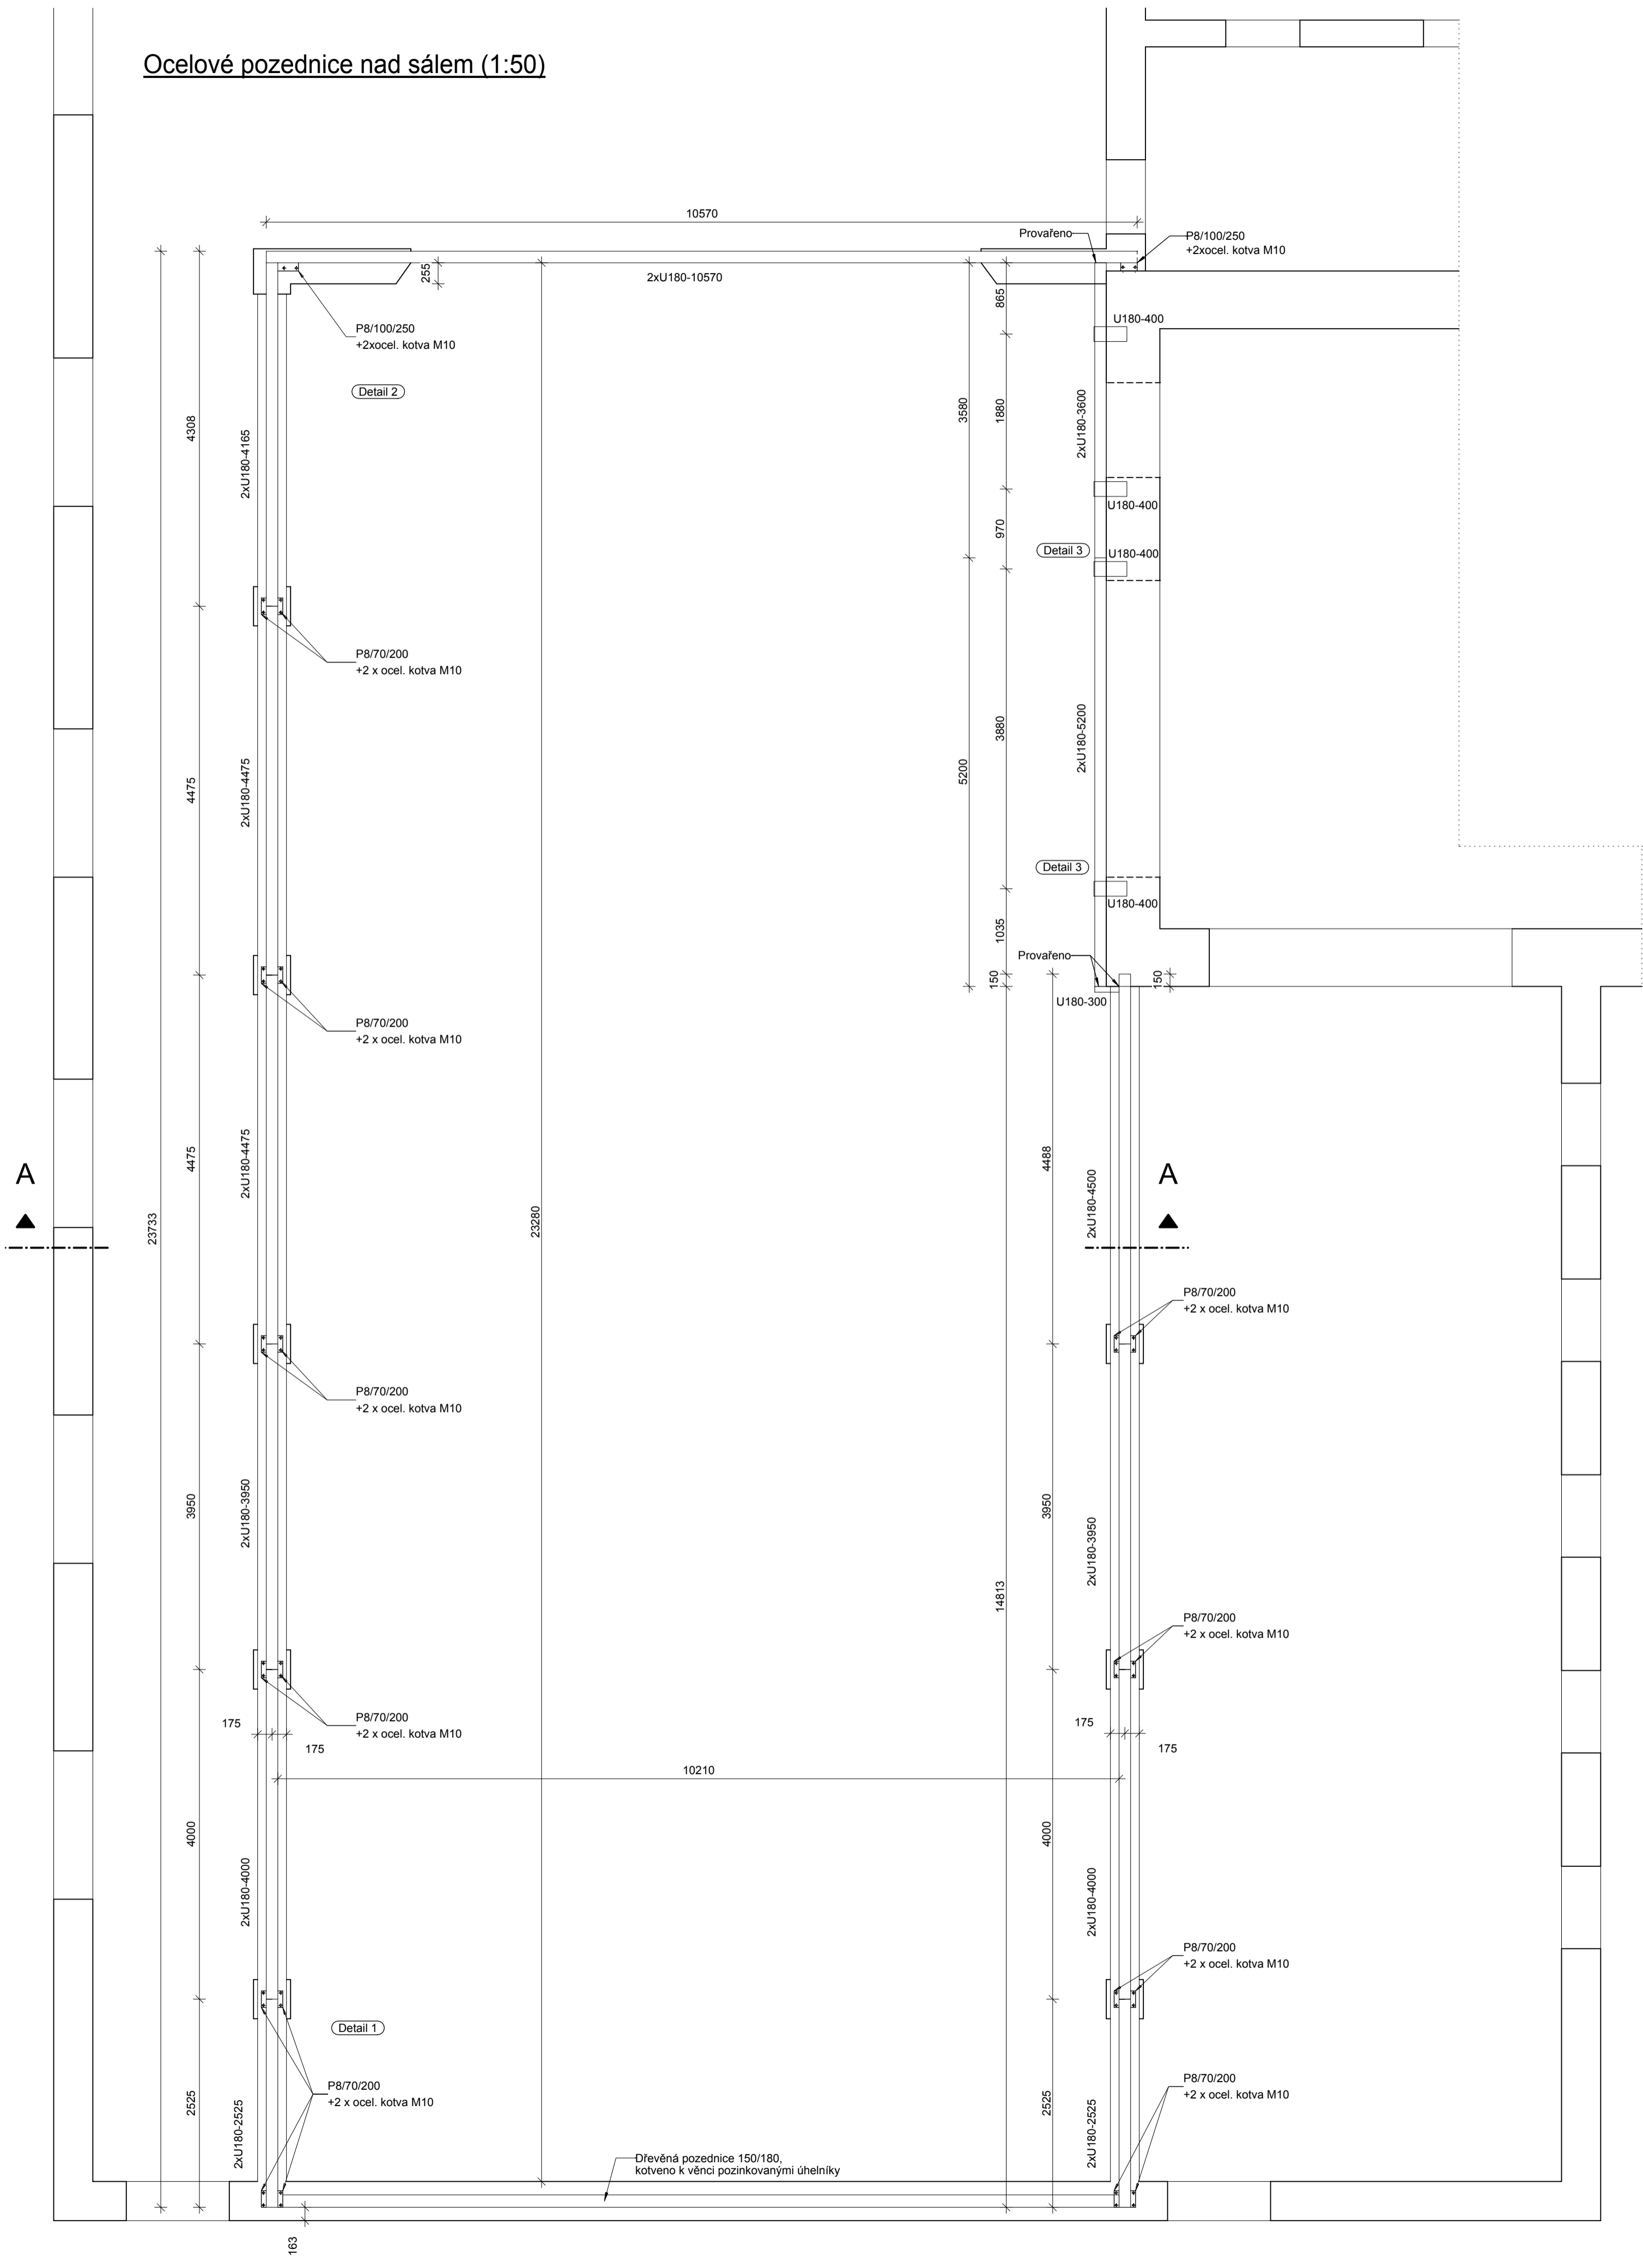 Ocelové pozednice nad sálem (1:50)
10570
Provařeno
P8/100/250
+2xocel. kotva M10
255
2xU180-10570
865
U180-400
P8/100/250
+2xocel. kotva M10
Detail 2
4308
2xU180-4165
3580
1880
2xU180-3600
U180-400
970
Detail 3
U180-400
P8/70/200
+2 x ocel. kotva M10
4475
2xU180-4475
5200
3880
2xU180-5200
Detail 3
U180-400
1035
Provařeno
150
150
U180-300
P8/70/200
+2 x ocel. kotva M10
A
A
4475
2xU180-4475
23733
23280
4488
2xU180-4500
P8/70/200
+2 x ocel. kotva M10
P8/70/200
+2 x ocel. kotva M10
3950
2xU180-3950
14813
3950
2xU180-3950
P8/70/200
+2 x ocel. kotva M10
P8/70/200
+2 x ocel. kotva M10
175
175
175
175
10210
4000
2xU180-4000
4000
2xU180-4000
P8/70/200
+2 x ocel. kotva M10
Detail 1
P8/70/200
+2 x ocel. kotva M10
P8/70/200
+2 x ocel. kotva M10
2525
2xU180-2525
2525
2xU180-2525
Dřevěná pozednice 150/180,
kotveno k věnci pozinkovanými úhelníky
163